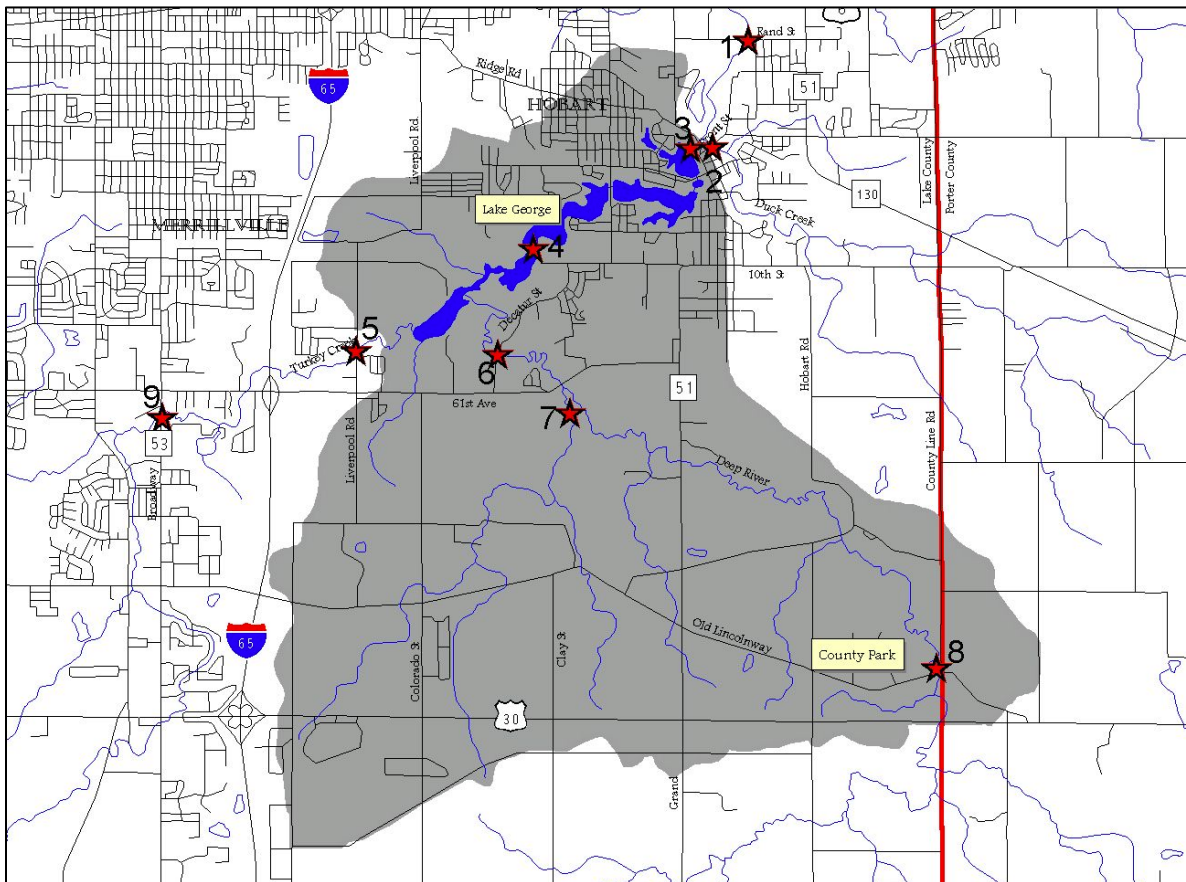 Rand St
1
Ridge Rd
65
51
HOBART
3
Front St
2
Liverpool Rd.
Lake George
MERRILLVILLE
Duck Creek
130
Lake County
Porter County
4
10th St
Decatur St
5
Turkey Creek
6
Hobart Rd
9
61st Ave
51
7
53
Liverpool Rd
Broadway
Deep River
County Line Rd
65
Old Lincolnway
Clay St
Colorado St
County Park
8
30
Grand